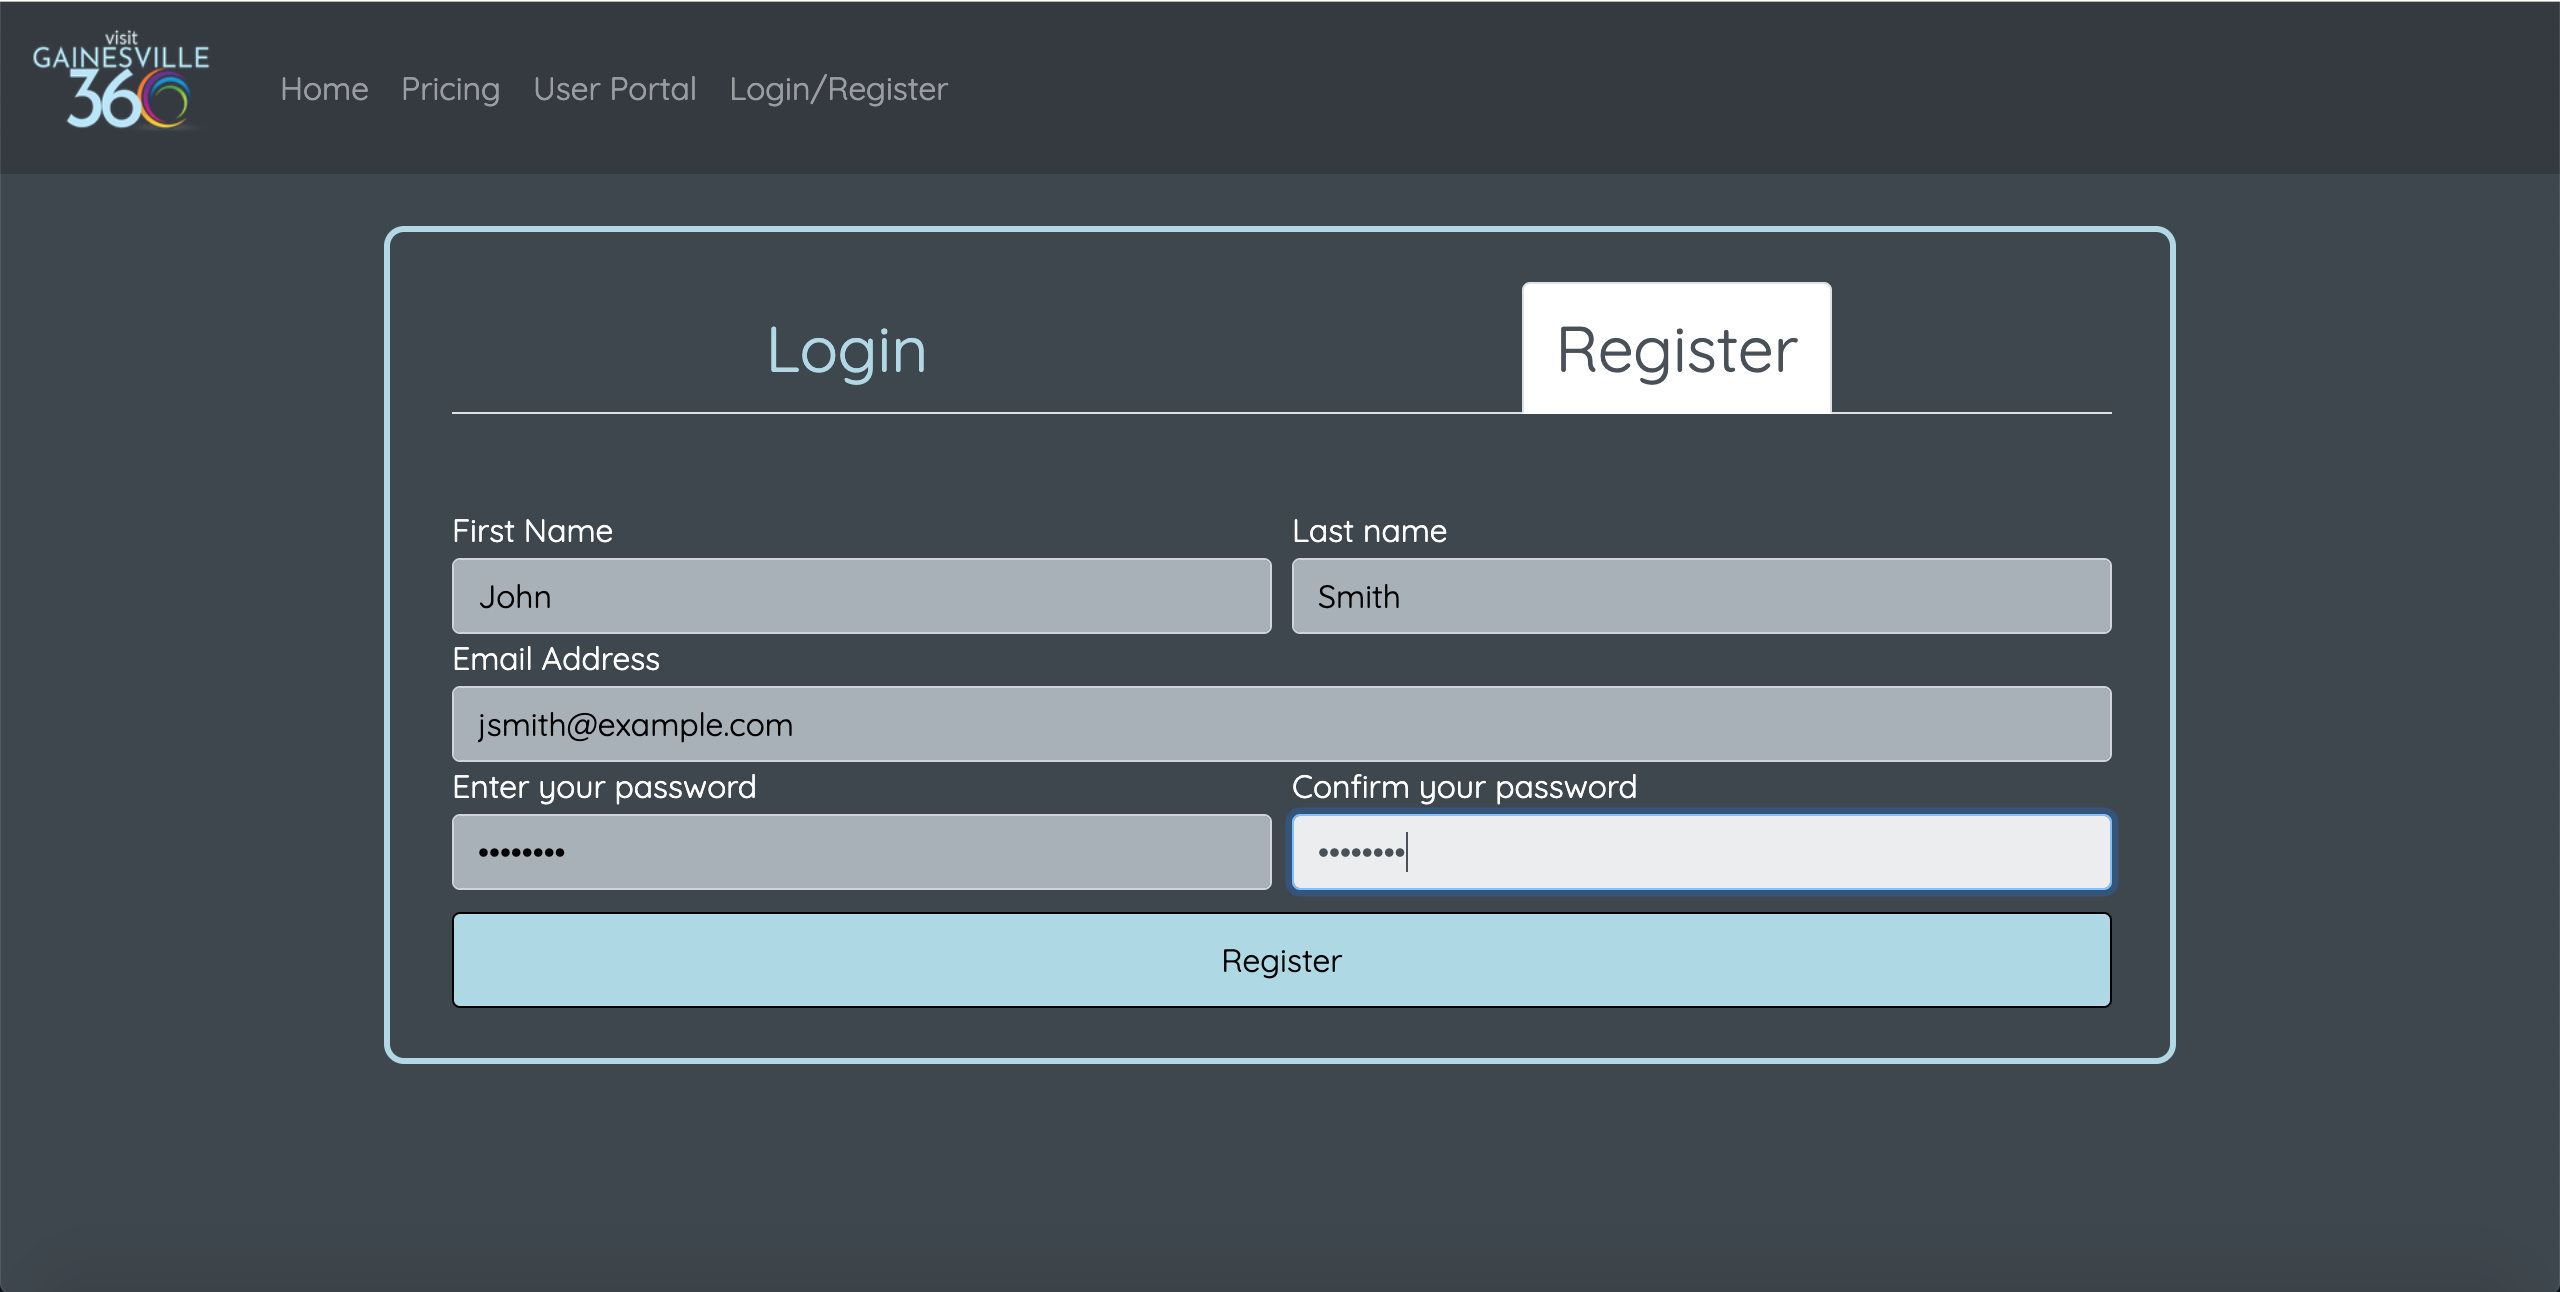 visit
GAINESVILLE
360
Home Pricing User Portal Login/Register
Login Register
First Name Last name
John Smith
Email Address
jsmith@example.com
Enter your password Confirm your password
•••••••• ••••••••
Register